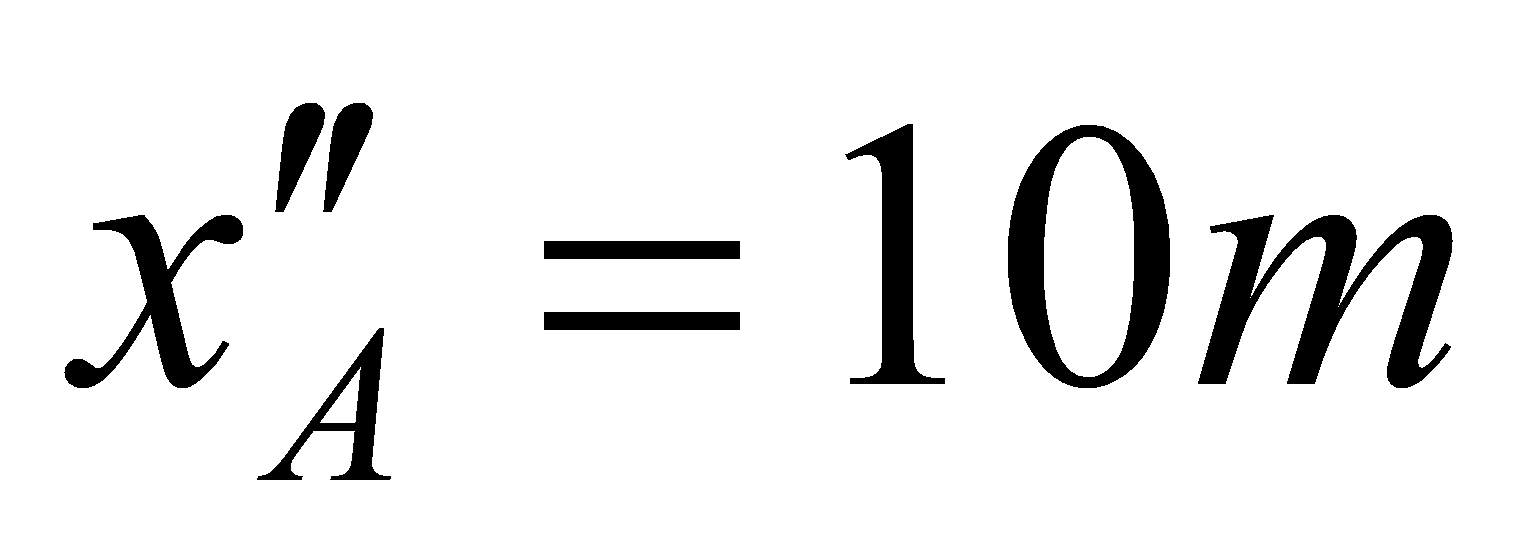 x″_A = 10m